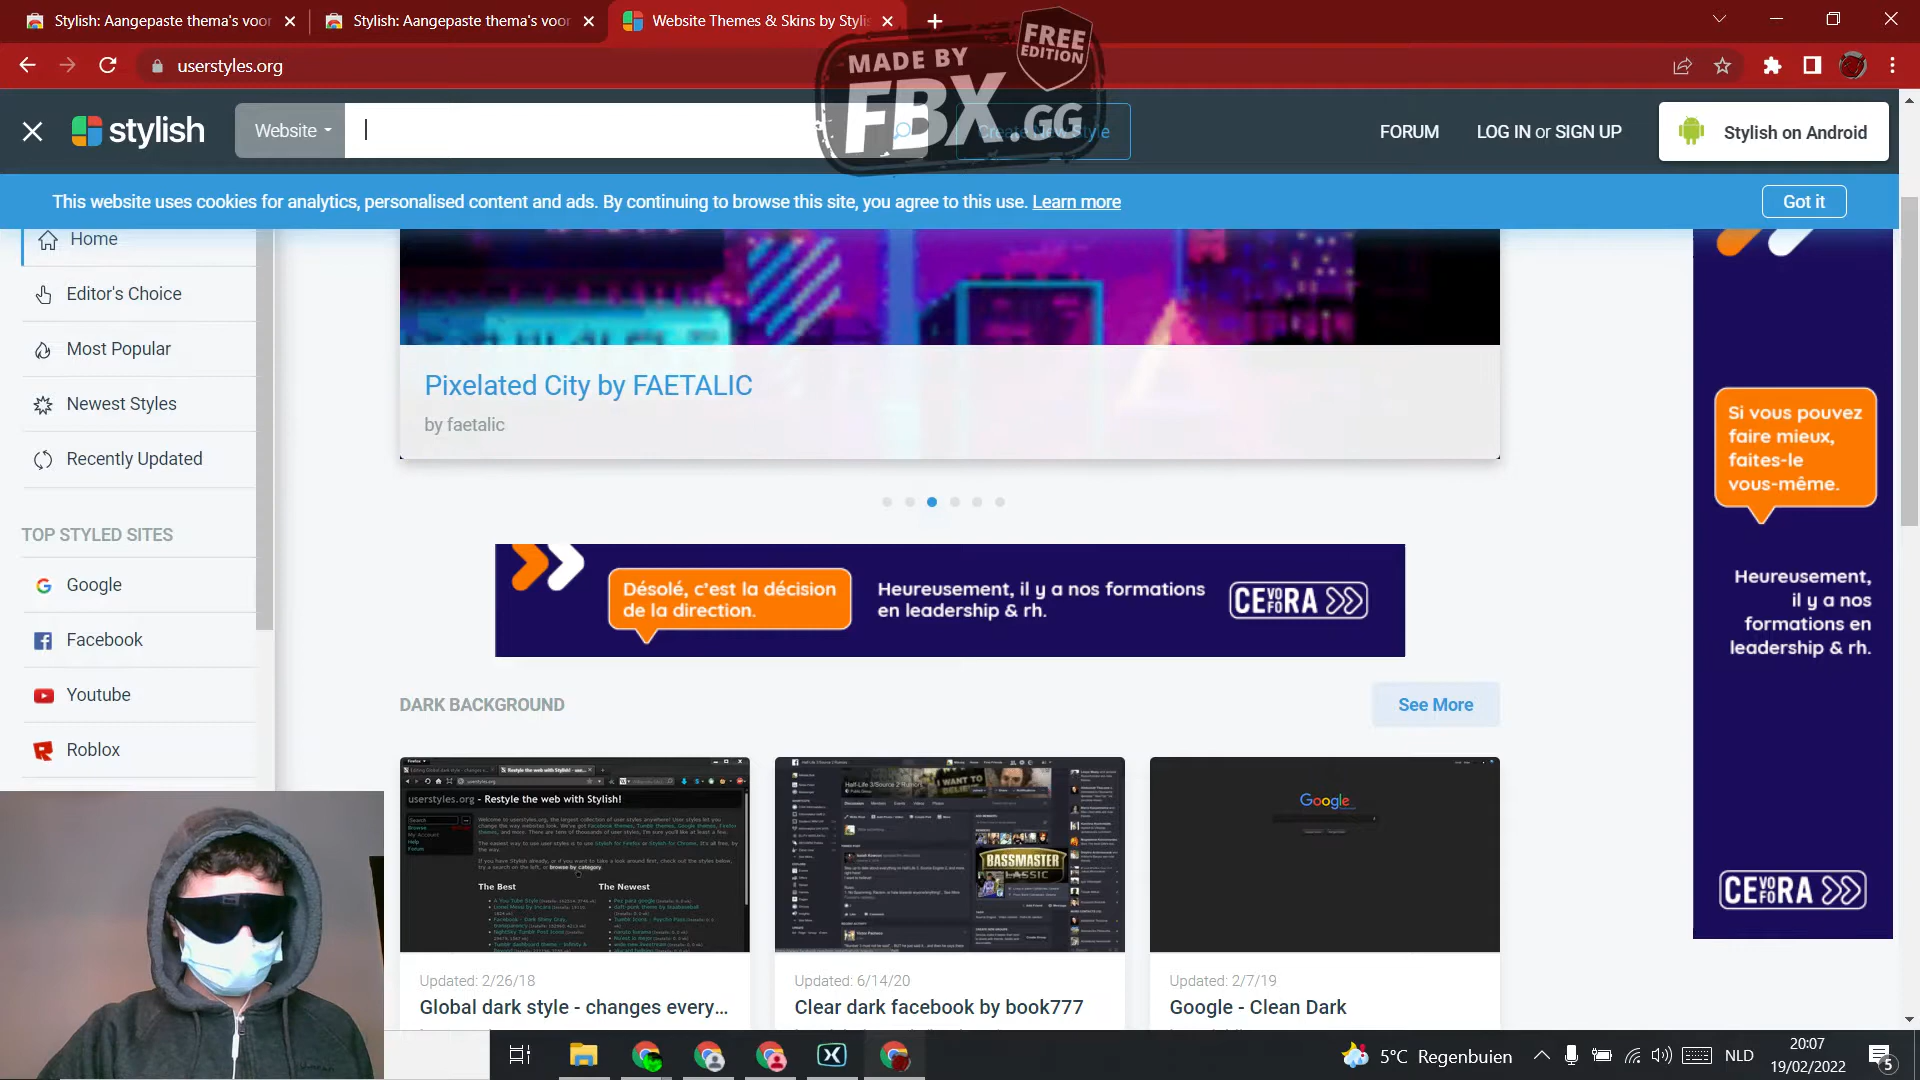 Stylish: Aangepaste thema's voor
Stylish: Aangepaste thema's voor
Website Themes & Skins by Stylis
userstyles.org
MADE BY
FBX.GG
FREE
EDITION
stylish
Website
Create New Style
FORUM
LOG IN or SIGN UP
Stylish on Android
This website uses cookies for analytics, personalised content and ads. By continuing to browse this site, you agree to this use. Learn more
Got it
Home
Editor's Choice
Most Popular
Newest Styles
Recently Updated
TOP STYLED SITES
Google
Facebook
Youtube
Roblox
Pixelated City by FAETALIC
by faetalic
Désolé, c'est la décision
de la direction.
Heureusement, il y a nos formations
en leadership & rh.
CEVOFORA
Si vous pouvez
faire mieux,
faites-le
vous-même.
Heureusement,
il y a nos
formations en
leadership & rh.
CEVOFORA
DARK BACKGROUND
See More
userstyles.org - Restyle the web with Stylish!
The Best
The Newest
BASSMASTER
CLASSIC
Google
Updated: 2/26/18
Global dark style - changes every...
Updated: 6/14/20
Clear dark facebook by book777
Updated: 2/7/19
Google - Clean Dark
5°C Regenbuien
NLD
20:07
19/02/2022
5